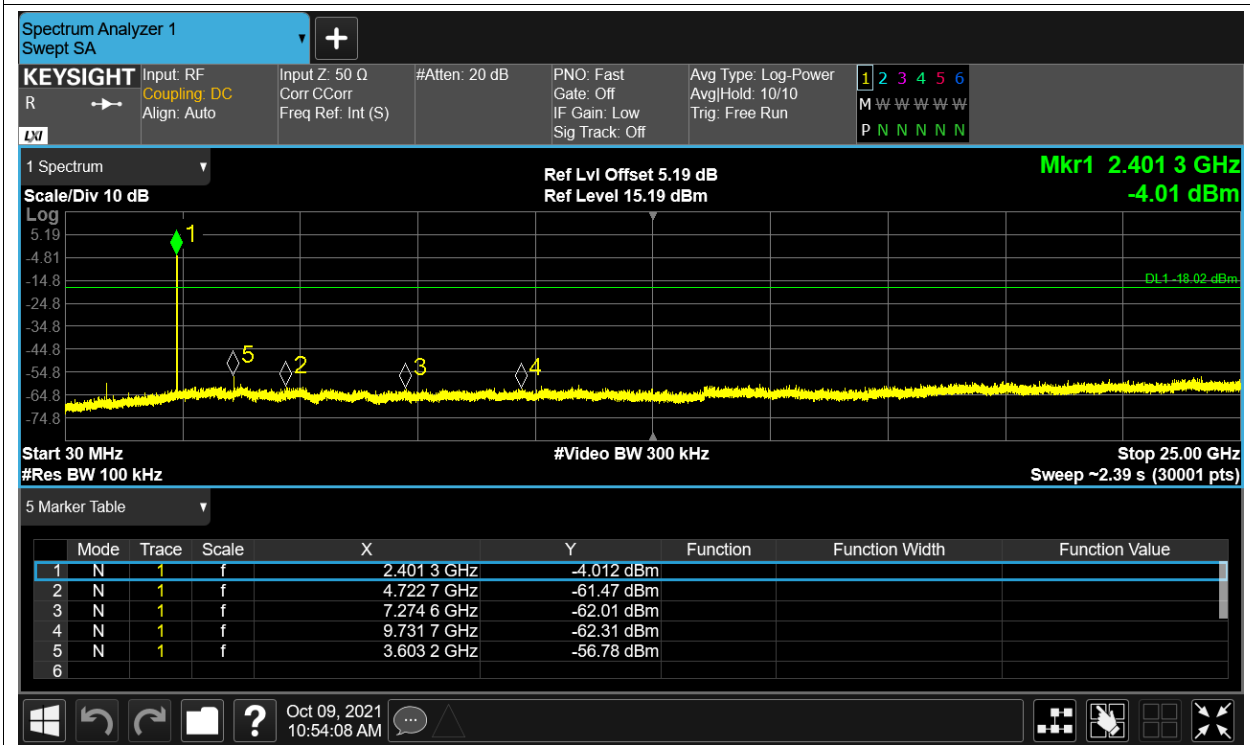 Spectrum Analyzer 1
Swept SA
KEYSIGHT
R
LXI
Input: RF
Coupling: DC
Align: Auto
Input Z: 50 Ω
Corr CCorr
Freq Ref: Int (S)
#Atten: 20 dB
PNO: Fast
Gate: Off
IF Gain: Low
Sig Track: Off
Avg Type: Log-Power
Avg|Hold: 10/10
Trig: Free Run
1 2 3 4 5 6
M W W W W W
P N N N N N
1 Spectrum
Scale/Div 10 dB
Ref Lvl Offset 5.19 dB
Ref Level 15.19 dBm
Mkr1 2.401 3 GHz
-4.01 dBm
Log
5.19
-4.81
-14.8
-24.8
-34.8
-44.8
-54.8
-64.8
-74.8
1
5
2
3
4
DL1 -18.02 dBm
Start 30 MHz
#Res BW 100 kHz
#Video BW 300 kHz
Stop 25.00 GHz
Sweep ~2.39 s (30001 pts)
5 Marker Table
Mode Trace Scale X Y Function Function Width Function Value
1 N 1 f 2.401 3 GHz -4.012 dBm
2 N 1 f 4.722 7 GHz -61.47 dBm
3 N 1 f 7.274 6 GHz -62.01 dBm
4 N 1 f 9.731 7 GHz -62.31 dBm
5 N 1 f 3.603 2 GHz -56.78 dBm
6
?
Oct 09, 2021
10:54:08 AM